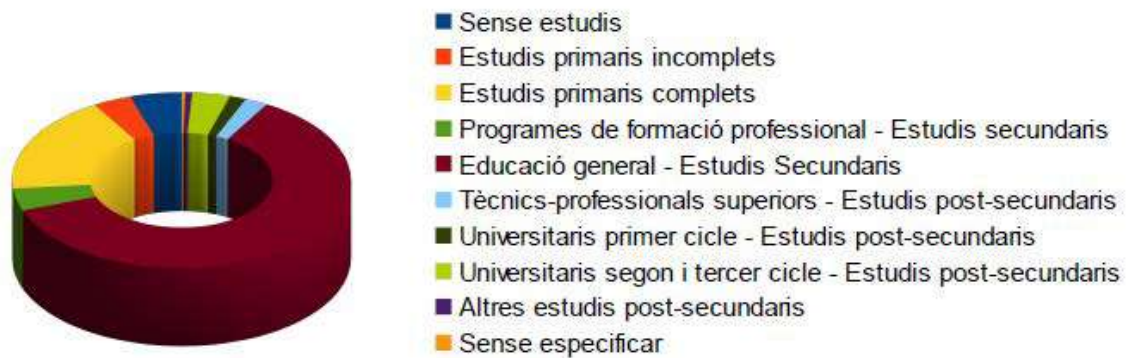 Sense estudis
Estudis primaris incomplets
Estudis primaris complets
Programes de formació professional - Estudis secundaris
Educació general - Estudis Secundaris
Tècnics-professionals superiors - Estudis post-secundaris
Universitaris primer cicle - Estudis post-secundaris
Universitaris segon i tercer cicle - Estudis post-secundaris
Altres estudis post-secundaris
Sense especificar